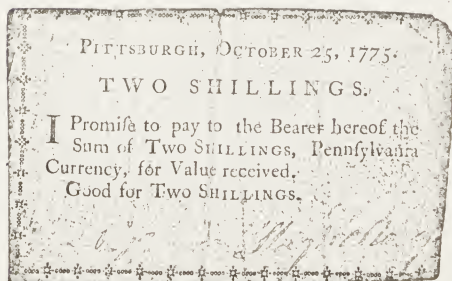 PITTSBURGH, OCTOBER 25, 1775.
TWO SHILLINGS.
I Promiſe to pay to the Bearer hereof the
Sum of TWO SHILLINGS, Pennſylvania
Currency, for Value received.
Good for TWO SHILLINGS.